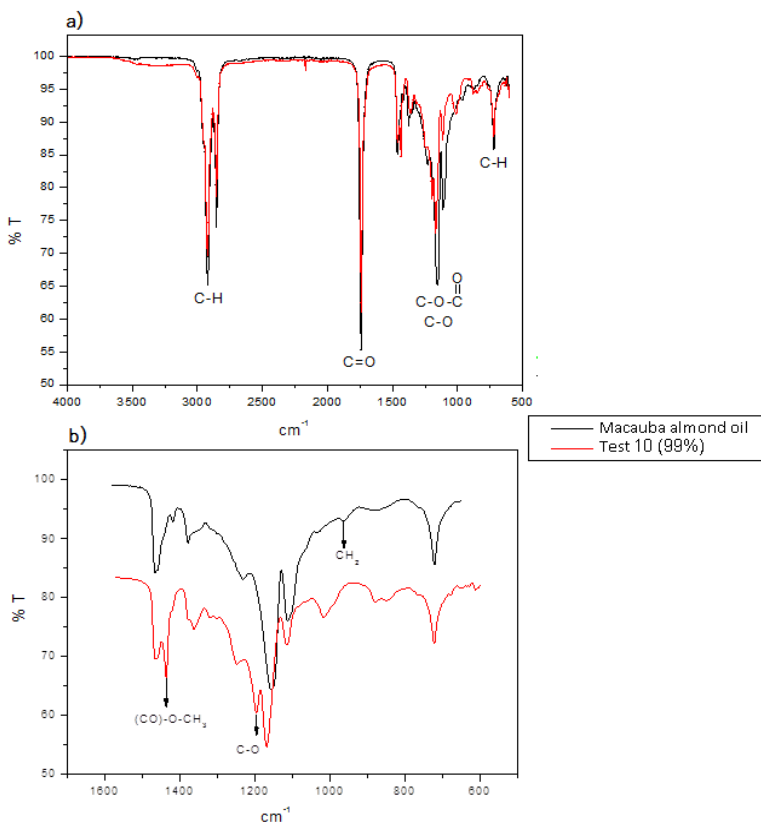 a)
100
95
90
85
80
75
70
65
60
55
50
% T
C-H
C=O
O
C-O-C
C-O
C-H
4000 3500 3000 2500 2000 1500 1000 500
cm-1
Macauba almond oil
Test 10 (99%)
b)
100
90
80
70
60
50
% T
CH2
(CO)-O-CH3
C-O
1600 1400 1200 1000 800 600
cm-1